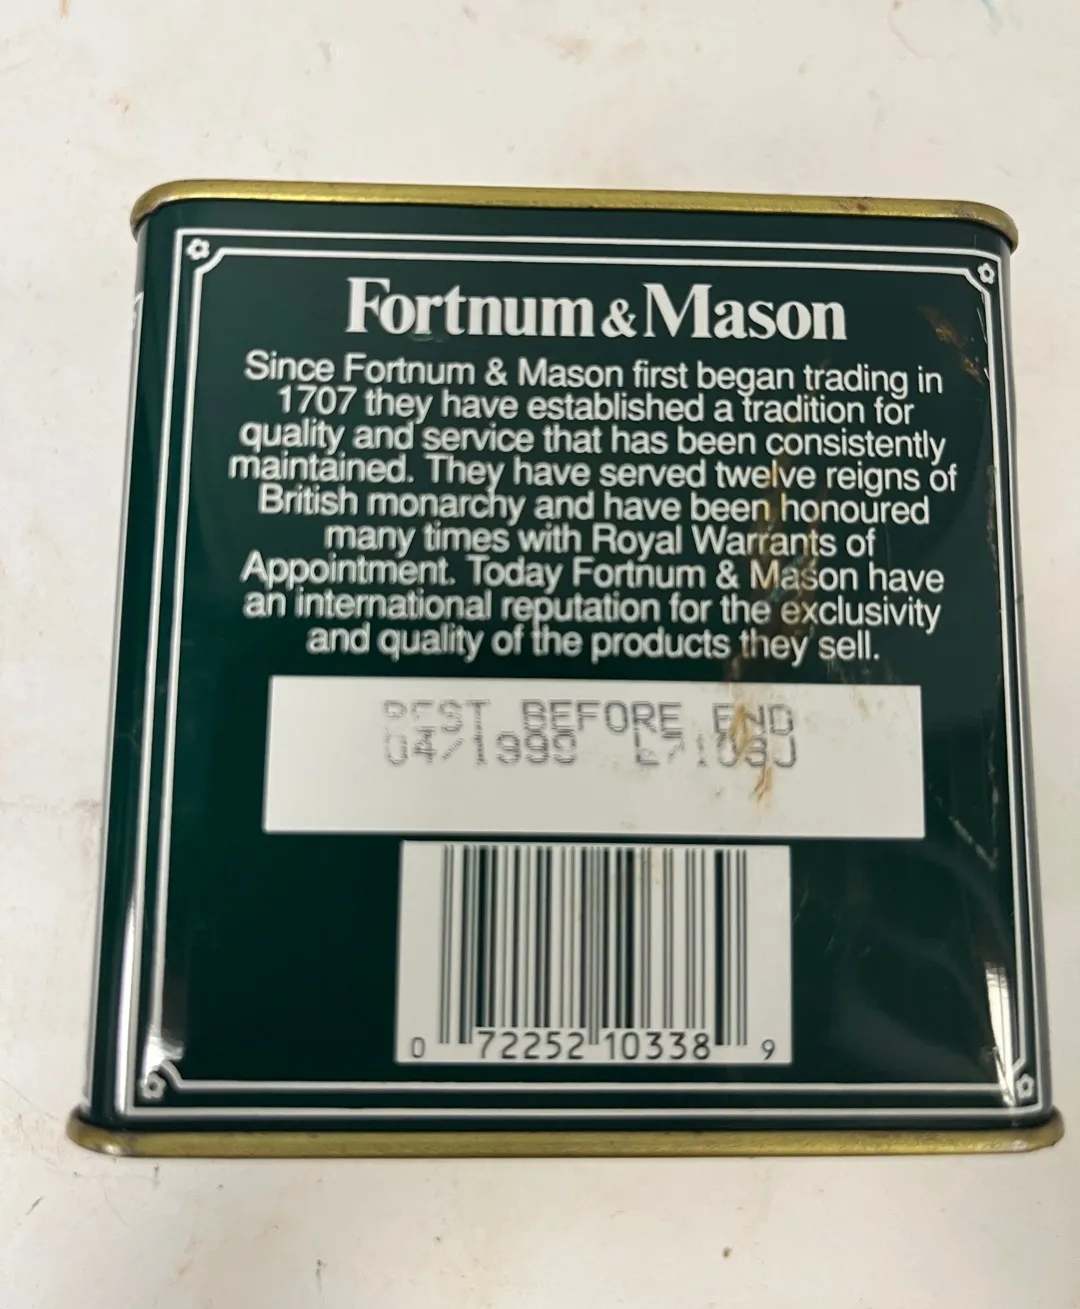 Fortnum & Mason
Since Fortnum & Mason first began trading in
1707 they have established a tradition for
quality and service that has been consistently
maintained. They have served twelve reigns of
British monarchy and have been honoured
many times with Royal Warrants of
Appointment. Today Fortnum & Mason have
an international reputation for the exclusivity
and quality of the products they sell.
BEST BEFORE END
0 72252 10338 9